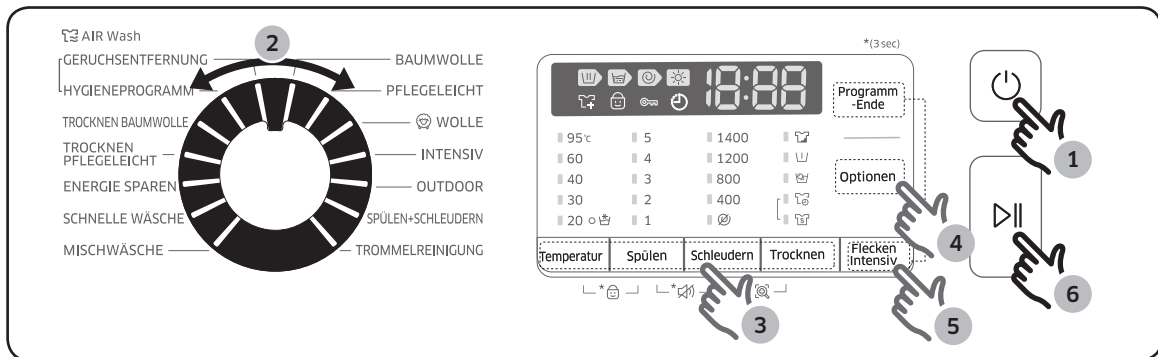 AIR Wash
GERUCHSENTFERNUNG
HYGIENEPROGRAMM
TROCKNEN BAUMWOLLE
TROCKNEN
PFLEGELEICHT
ENERGIE SPAREN
SCHNELLE WÄSCHE
MISCHWÄSCHE
2
BAUMWOLLE
PFLEGELEICHT
WOLLE
INTENSIV
OUTDOOR
SPÜLEN+SCHLEUDERN
TROMMELREINIGUNG
*(3 sec)
18:88
Programm
-Ende
95℃ 5 1400
60 4 1200
40 3 800
30 2 400
20 1
Optionen
Temperatur Spülen Schleudern Trocknen Flecken
Intensiv
* *
3
4
5
1
6